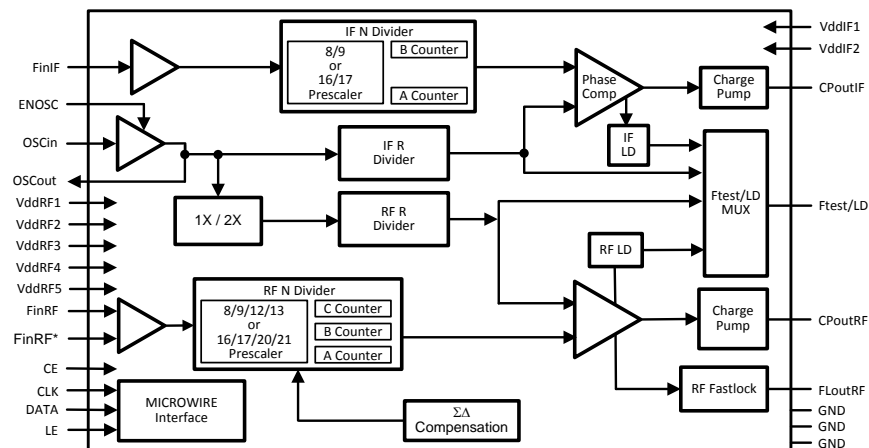 IF N Divider
8/9
or
16/17
Prescaler
B Counter
A Counter
VddIF1
VddIF2
FinIF
Phase
Comp
Charge
Pump
CPoutIF
ENOSC
OSCin
OSCout
IF R
Divider
IF
LD
1X / 2X
RF R
Divider
Ftest/LD
MUX
Ftest/LD
VddRF1
VddRF2
VddRF3
VddRF4
VddRF5
RF LD
FinRF
FinRF*
RF N Divider
8/9/12/13
or
16/17/20/21
Prescaler
C Counter
B Counter
A Counter
Charge
Pump
CPoutRF
CE
CLK
DATA
LE
MICROWIRE
Interface
ΣΔ
Compensation
RF Fastlock
FLoutRF
GND
GND
GND